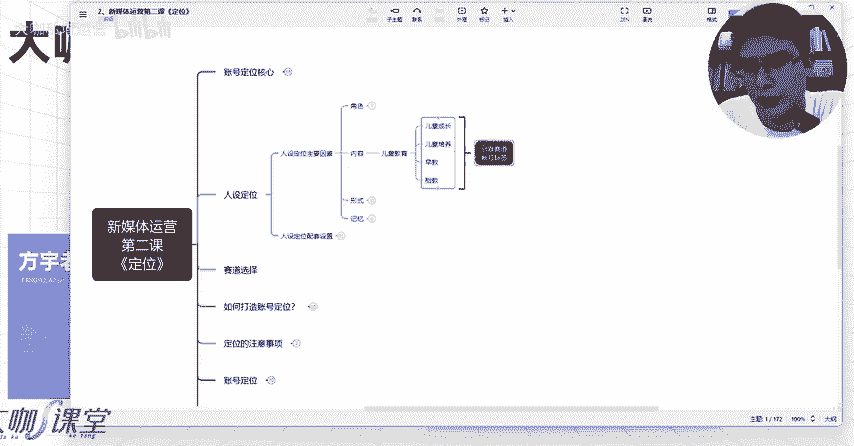 2、新媒体运营第二课《定位》
子主题
联系
外框
标记
插入
格式
账号定位核心
角色
人设定位主要因素
内容
儿童教育
儿童成长
儿童培养
早教
胎教
人设定位
形式
记忆
人设定位配套设置
新媒体运营
第二课
《定位》
赛道选择
如何打造账号定位?
定位的注意事项
账号定位
主题: 1 / 172
100%
大纲
方宇老
咖
课堂